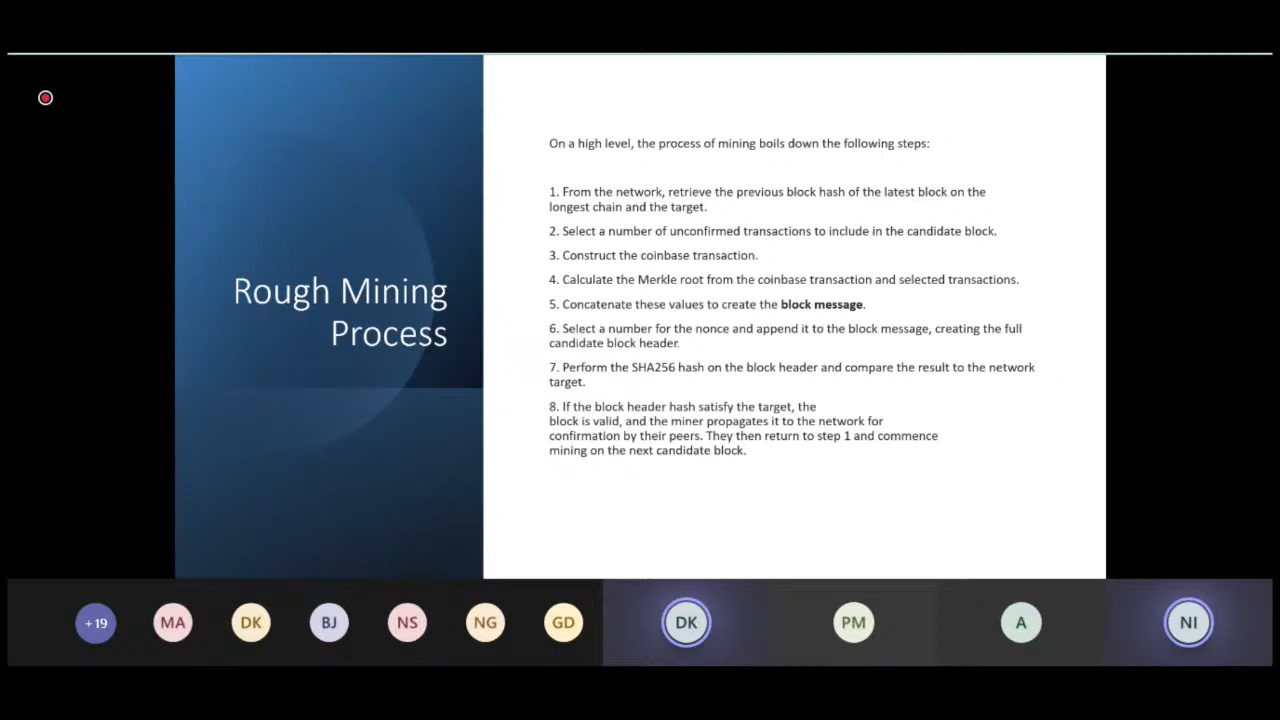 Rough Mining
Process
On a high level, the process of mining boils down the following steps:
1. From the network, retrieve the previous block hash of the latest block on the
longest chain and the target.
2. Select a number of unconfirmed transactions to include in the candidate block.
3. Construct the coinbase transaction.
4. Calculate the Merkle root from the coinbase transaction and selected transactions.
5. Concatenate these values to create the block message.
6. Select a number for the nonce and append it to the block message, creating the full
candidate block header.
7. Perform the SHA256 hash on the block header and compare the result to the network
target.
8. If the block header hash satisfy the target, the
block is valid, and the miner propagates it to the network for
confirmation by their peers. They then return to step 1 and commence
mining on the next candidate block.
+19 MA DK BJ NS NG GD DK PM A NI